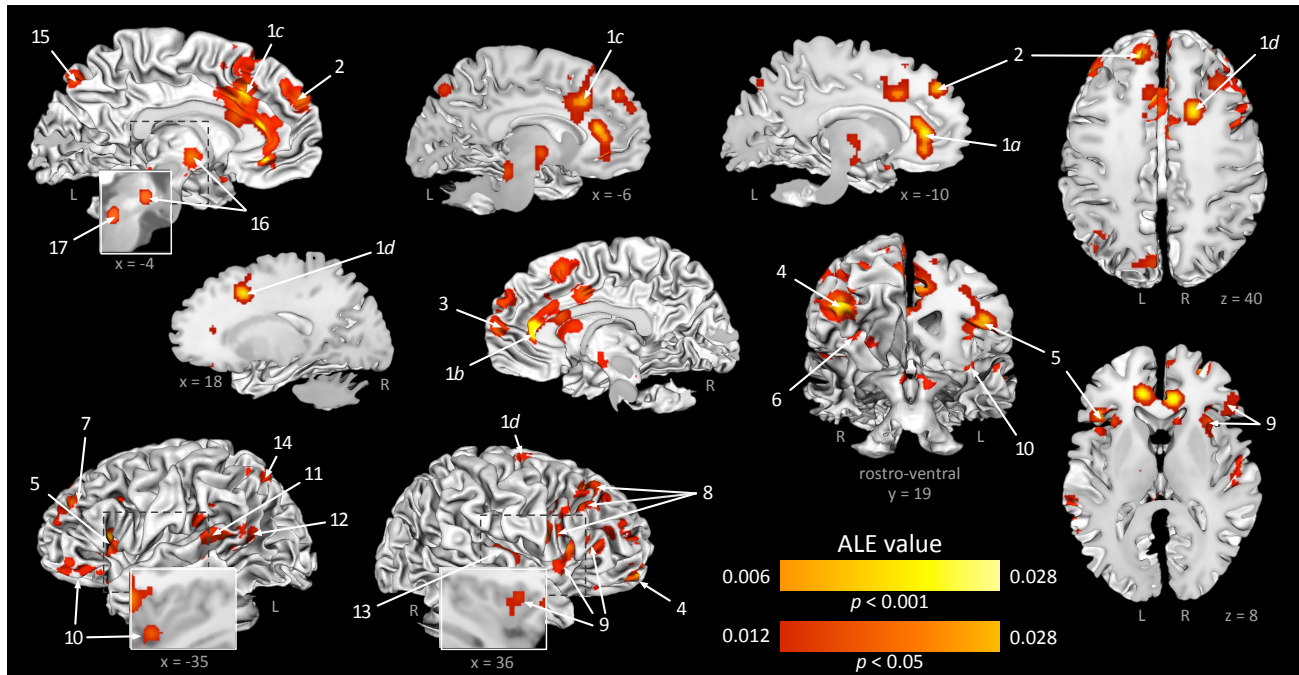 15
1c
2
L
17
16
x = -4
1c
L
x = -6
2
1a
L
x = -10
1d
L
R
z = 40
1d
x = 18
R
3
1b
R
4
5
6
10
R
L
rostro-ventral
y = 19
5
9
L
R
z = 8
7
5
14
11
12
10
L
x = -35
1d
8
13
R
9
4
x = 36
ALE value
0.006
0.028
p < 0.001
0.012
0.028
p < 0.05